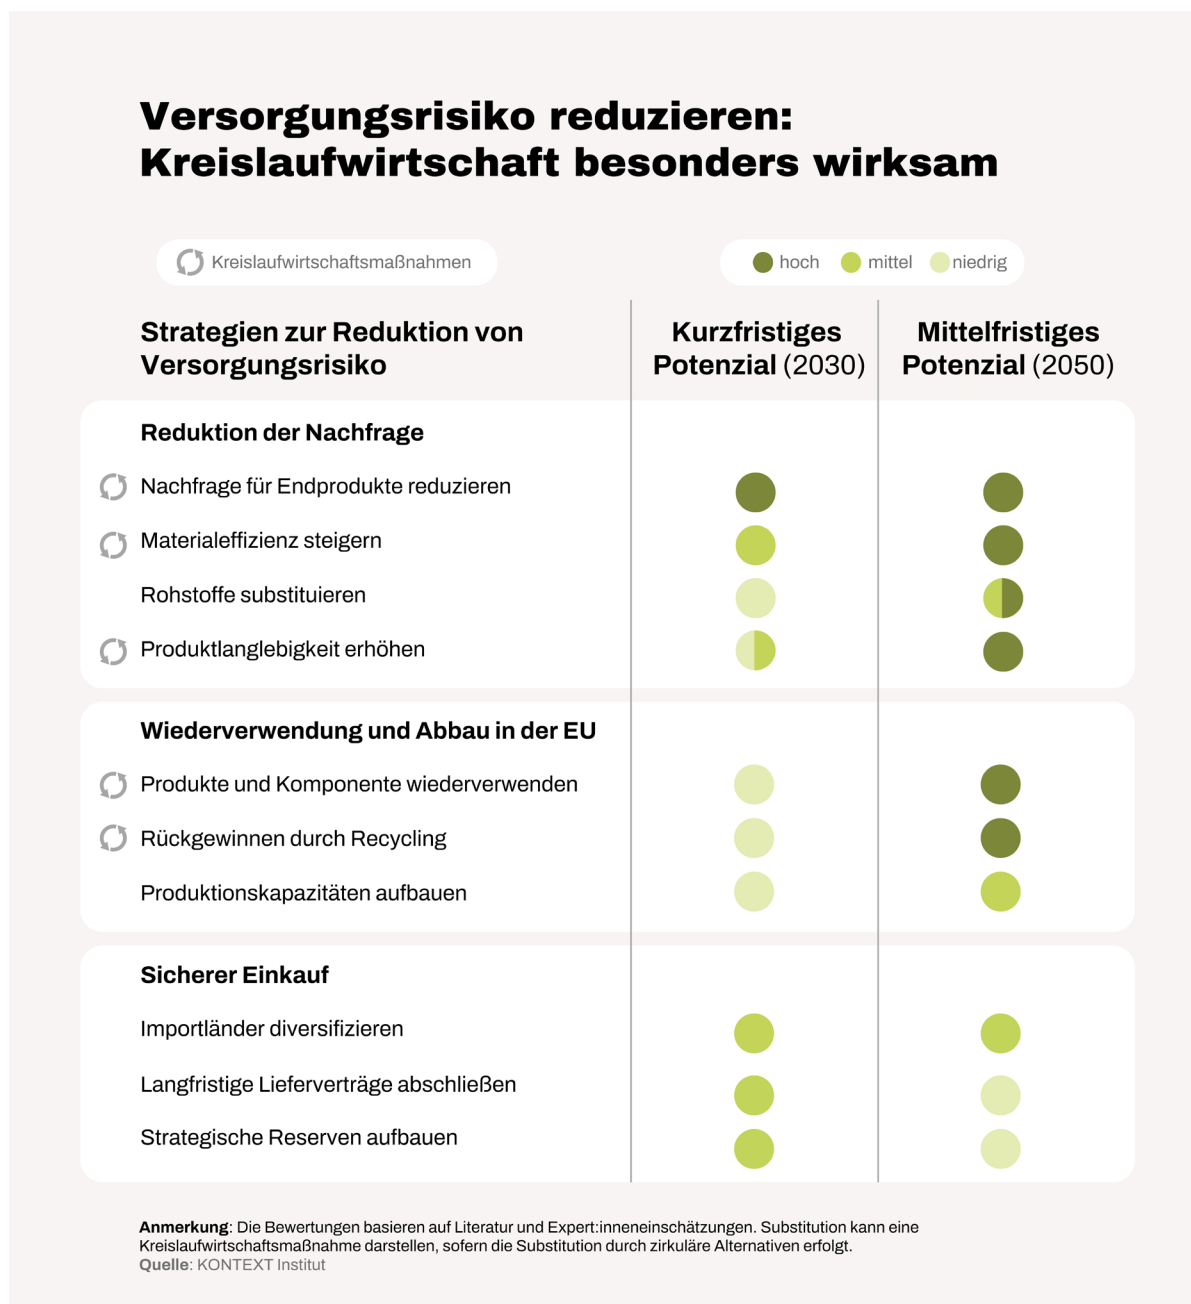 Versorgungsrisiko reduzieren:
Kreislaufwirtschaft besonders wirksam
Kreislaufwirtschaftsmaßnahmen
hoch mittel niedrig
Strategien zur Reduktion von
Versorgungsrisiko
Kurzfristiges
Potenzial (2030)
Mittelfristiges
Potenzial (2050)
Reduktion der Nachfrage
Nachfrage für Endprodukte reduzieren
Materialeffizienz steigern
Rohstoffe substituieren
Produktlanglebigkeit erhöhen
Wiederverwendung und Abbau in der EU
Produkte und Komponente wiederverwenden
Rückgewinnen durch Recycling
Produktionskapazitäten aufbauen
Sicherer Einkauf
Importländer diversifizieren
Langfristige Lieferverträge abschließen
Strategische Reserven aufbauen
Anmerkung: Die Bewertungen basieren auf Literatur und Expert:inneneinschätzungen. Substitution kann eine
Kreislaufwirtschaftsmaßnahme darstellen, sofern die Substitution durch zirkuläre Alternativen erfolgt.
Quelle: KONTEXT Institut